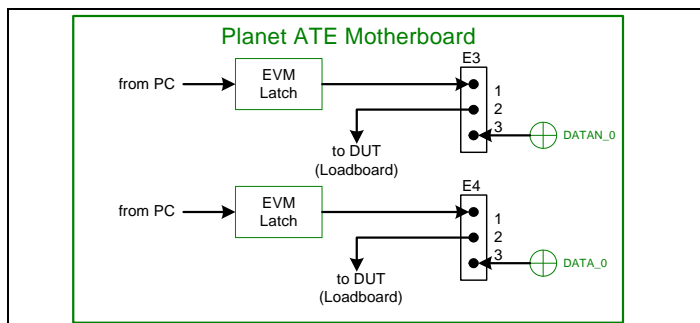 Planet ATE Motherboard
E3
from PC
EVM
Latch
1
2
3
DATAN_0
to DUT
(Loadboard)
E4
from PC
EVM
Latch
1
2
3
DATA_0
to DUT
(Loadboard)